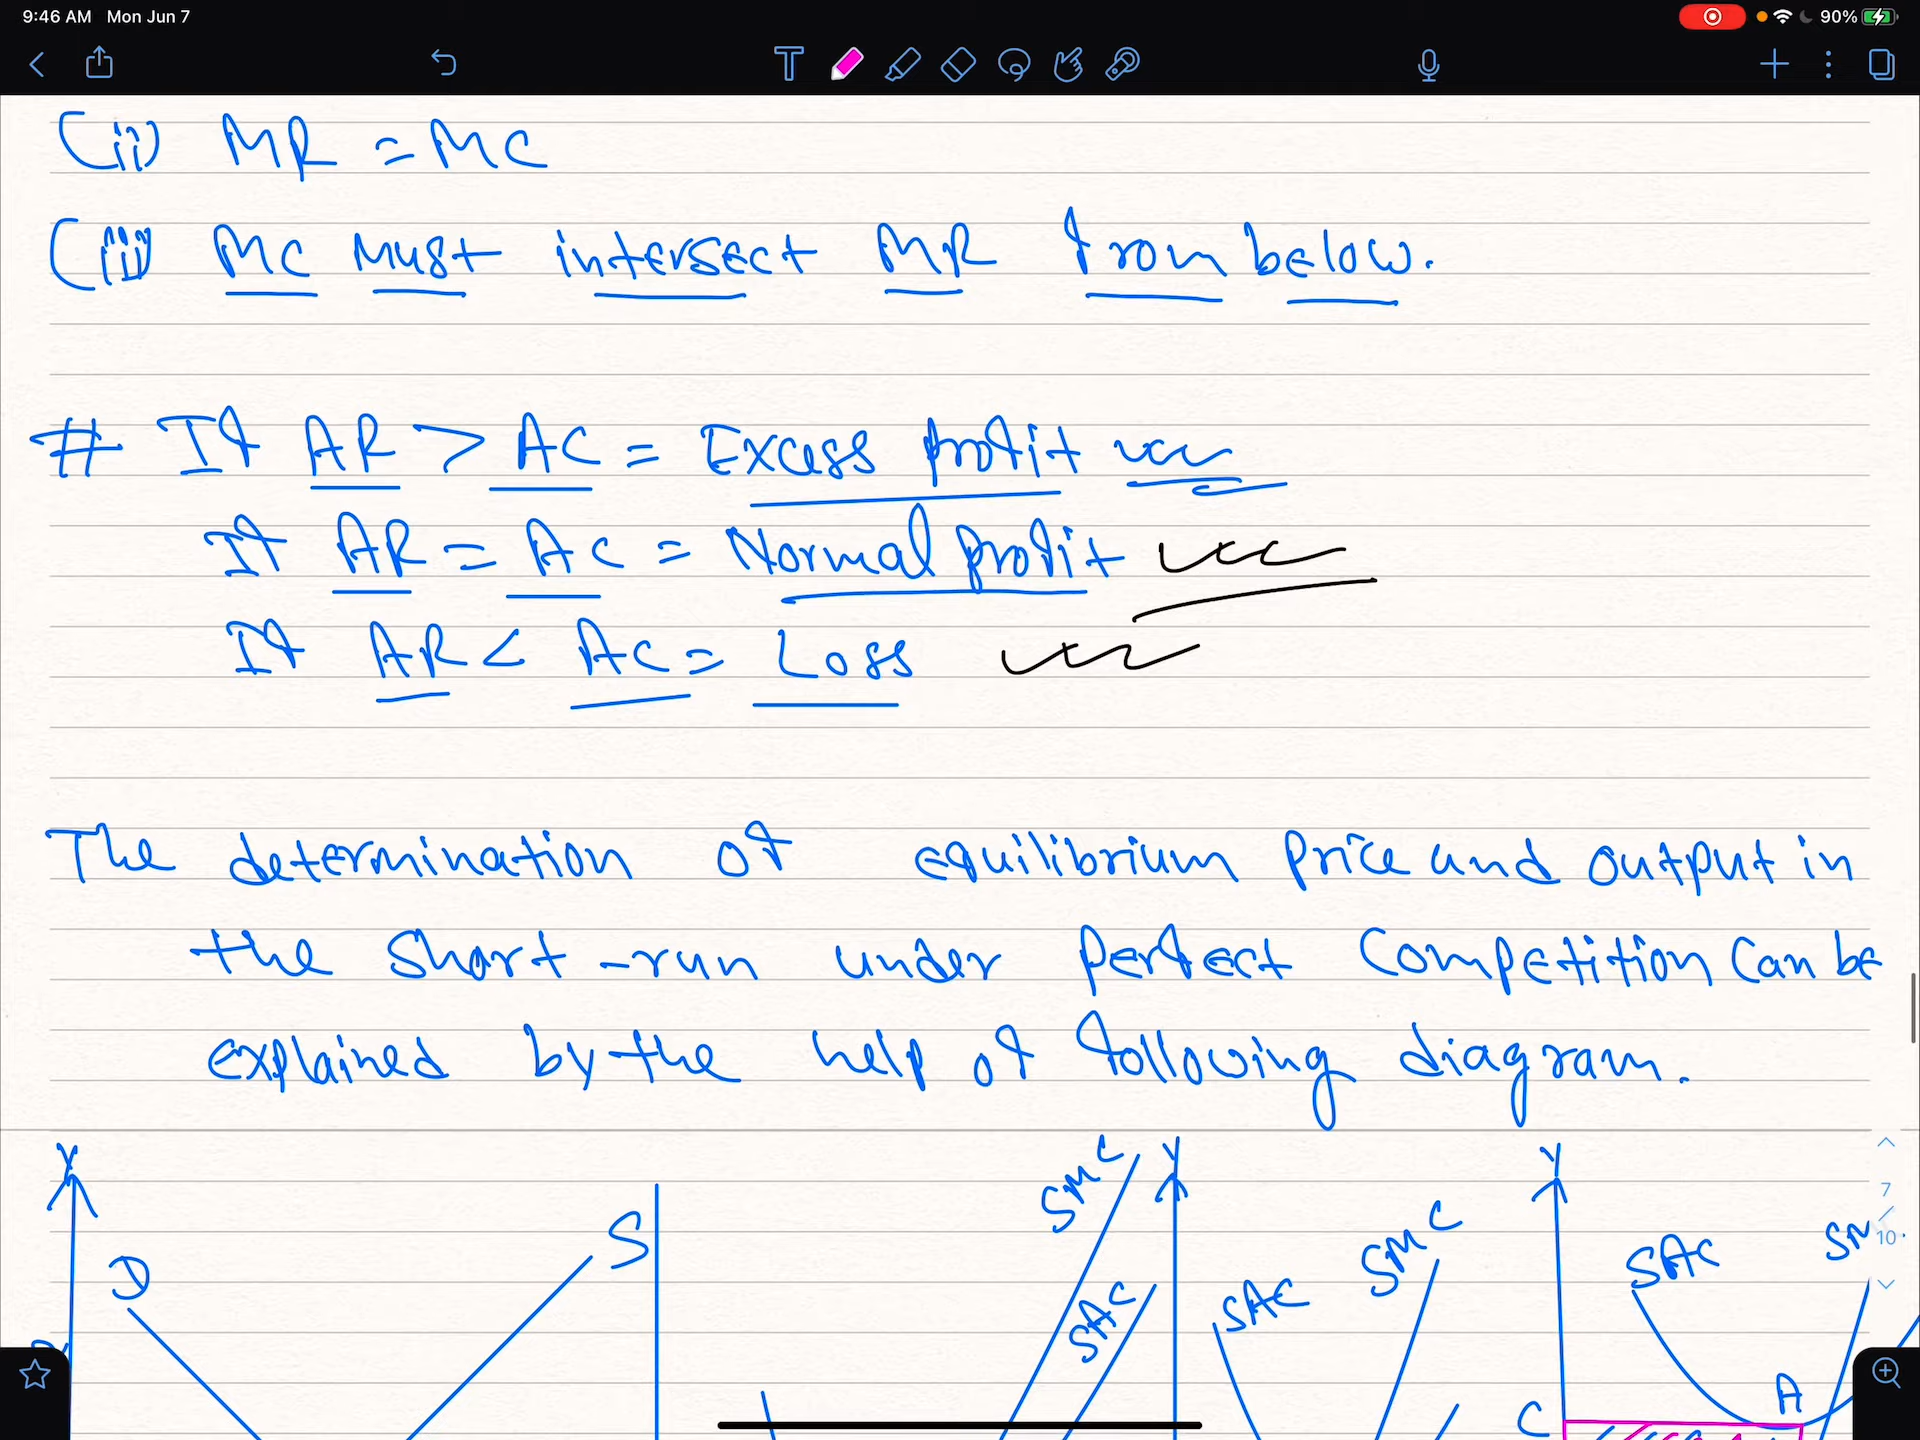 9:46 AM Mon Jun 7
90%
(ii) MR = MC
(iii) MC Must intersect MR from below.
# If AR > AC = Excess profit
If AR = AC = Normal profit
If AR < AC = Loss
The determination of equilibrium Price and output in
the Short-run under perfect Competition Can be
explained by the help of following diagram.
Y
D
S
SMC
SAC
Y
SAC
SMC
Y
SAC
SM
A
C
7
/
10